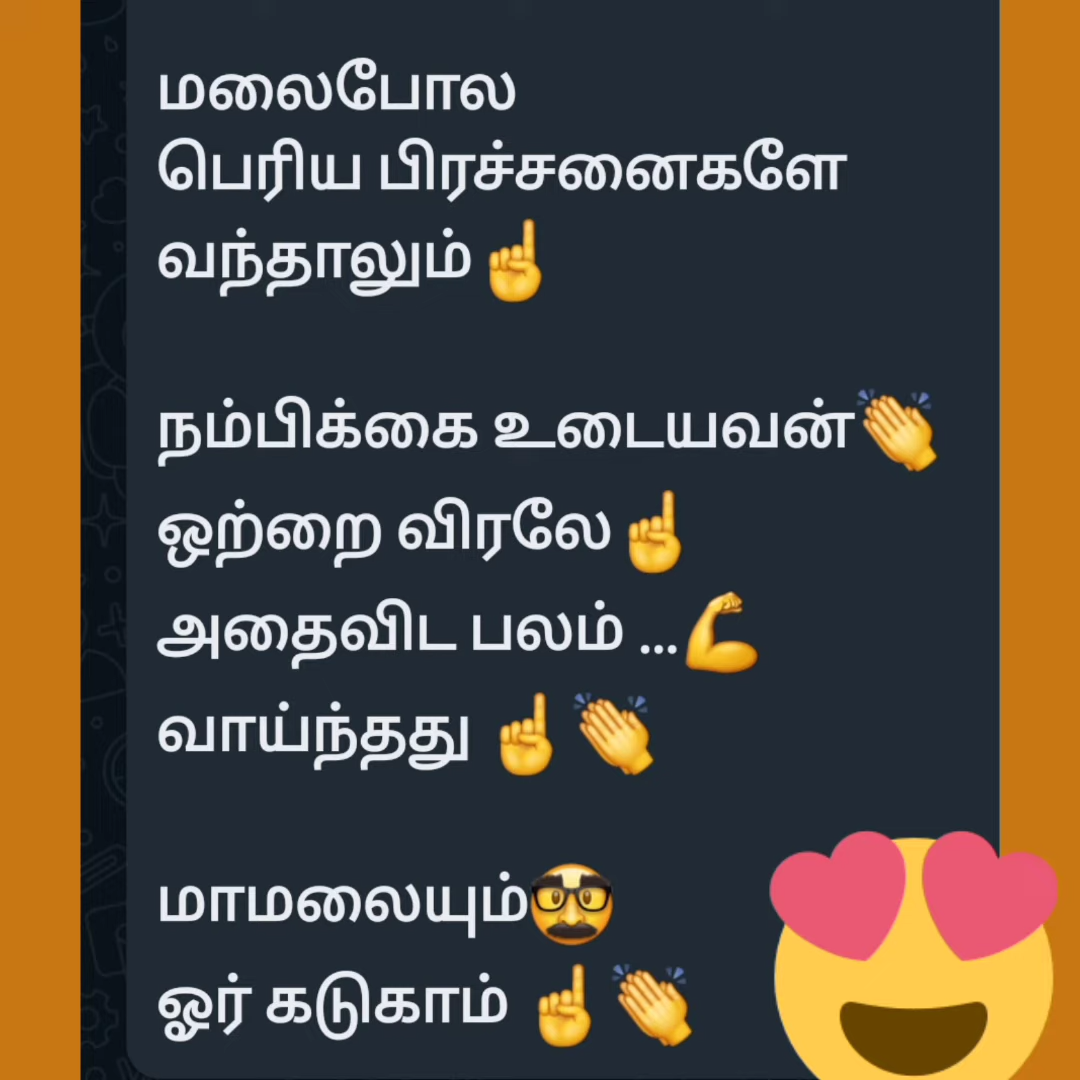 மலைபோல
பெரிய பிரச்சனைகளே
வந்தாலும்☝️
நம்பிக்கை உடையவன்👏
ஒற்றை விரலே☝️
அதைவிட பலம் ...💪
வாய்ந்தது ☝️👏
மாமலையும்🥸
ஓர் கடுகாம் ☝️👏